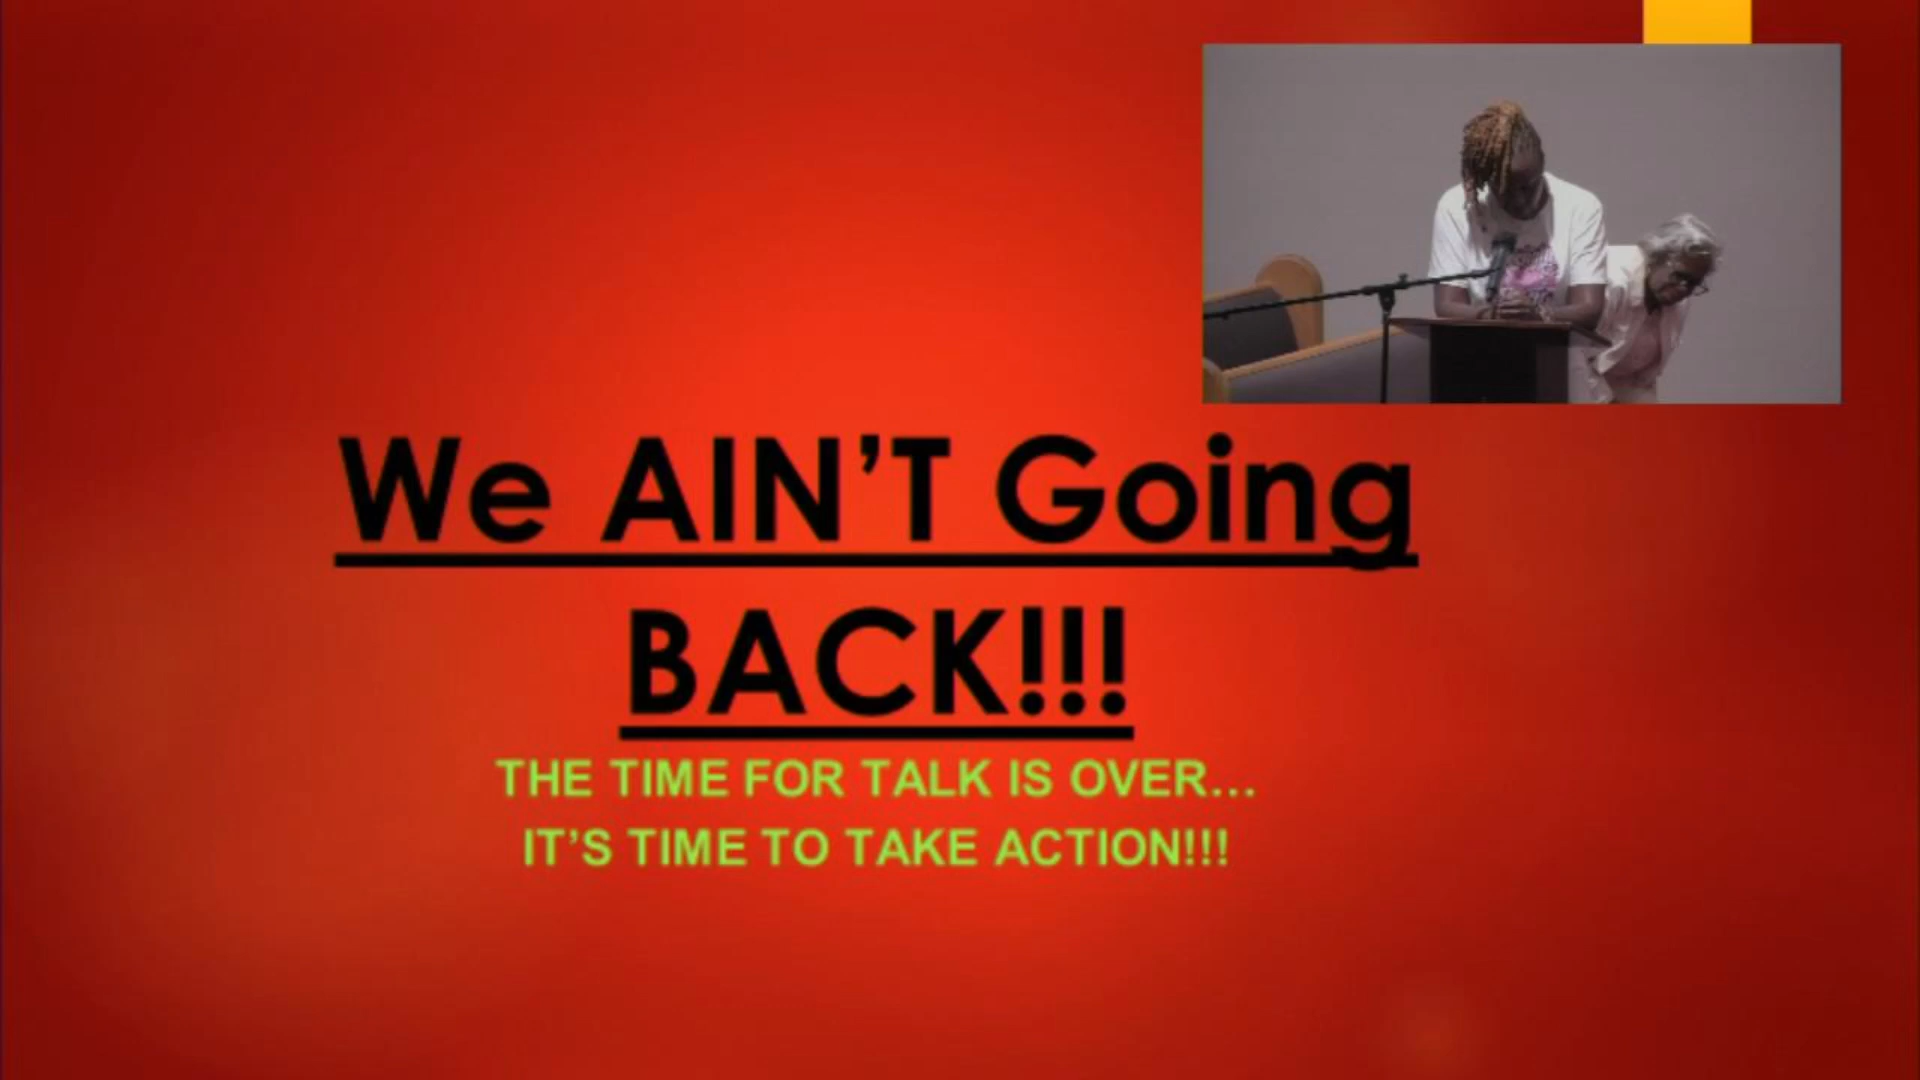 We AIN'T Going
BACK!!!
THE TIME FOR TALK IS OVER...
IT'S TIME TO TAKE ACTION!!!